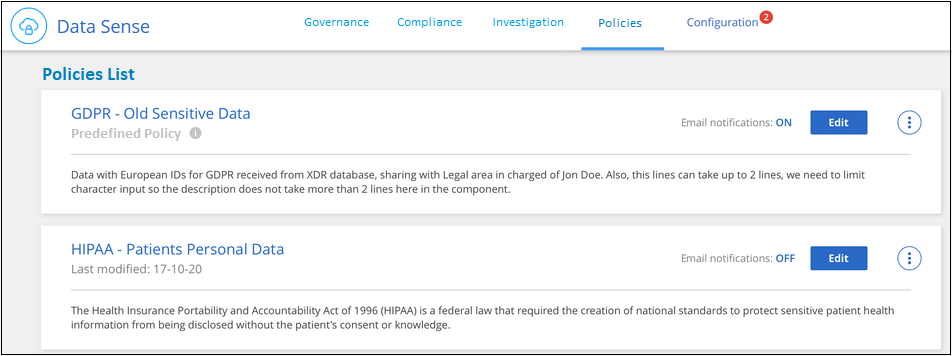 Data Sense
Governance
Compliance
Investigation
Policies
Configuration
2
Policies List
GDPR - Old Sensitive Data
Predefined Policy
Email notifications: ON
Edit
Data with European IDs for GDPR received from XDR database, sharing with Legal area in charged of Jon Doe. Also, this lines can take up to 2 lines, we need to limit
character input so the description does not take more than 2 lines here in the component.
HIPAA - Patients Personal Data
Last modified: 17-10-20
Email notifications: OFF
Edit
The Health Insurance Portability and Accountability Act of 1996 (HIPAA) is a federal law that required the creation of national standards to protect sensitive patient health
information from being disclosed without the patient's consent or knowledge.